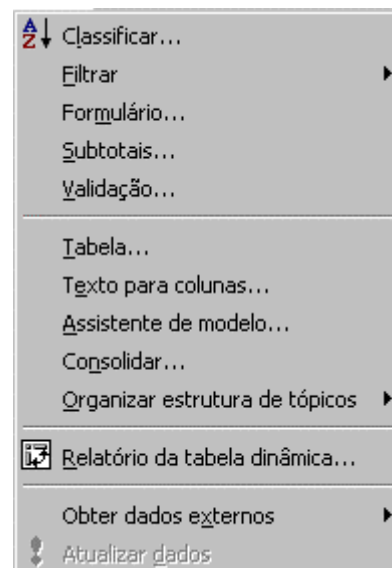 Classificar...
Filtrar
Formulário...
Subtotais...
Validação...
Tabela...
Texto para colunas...
Assistente de modelo...
Consolidar...
Organizar estrutura de tópicos
Relatório da tabela dinâmica...
Obter dados externos
Atualizar dados